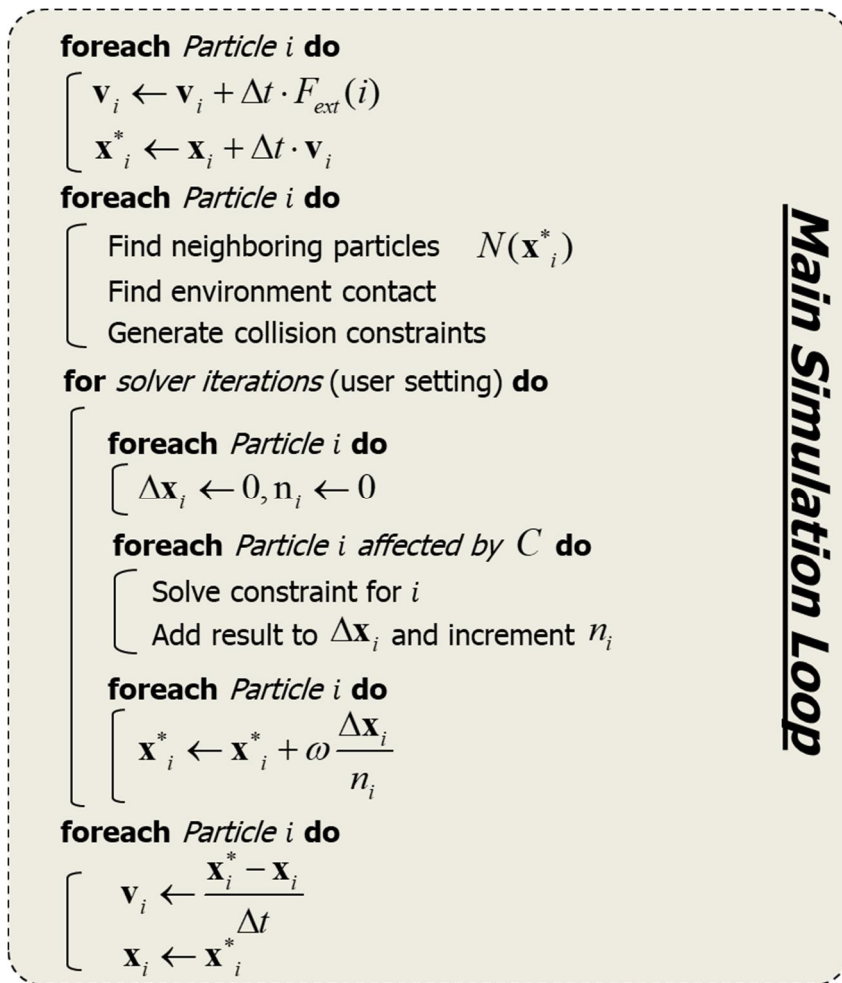 foreach Particle i do
v_i ← v_i + Δt · F_ext(i)
x*_i ← x_i + Δt · v_i
foreach Particle i do
Find neighboring particles N(x*_i)
Find environment contact
Generate collision constraints
for solver iterations (user setting) do
foreach Particle i do
Δx_i ← 0, n_i ← 0
foreach Particle i affected by C do
Solve constraint for i
Add result to Δx_i and increment n_i
foreach Particle i do
x*_i ← x*_i + ω Δx_i / n_i
foreach Particle i do
v_i ← (x*_i − x_i) / Δt
x_i ← x*_i
Main Simulation Loop